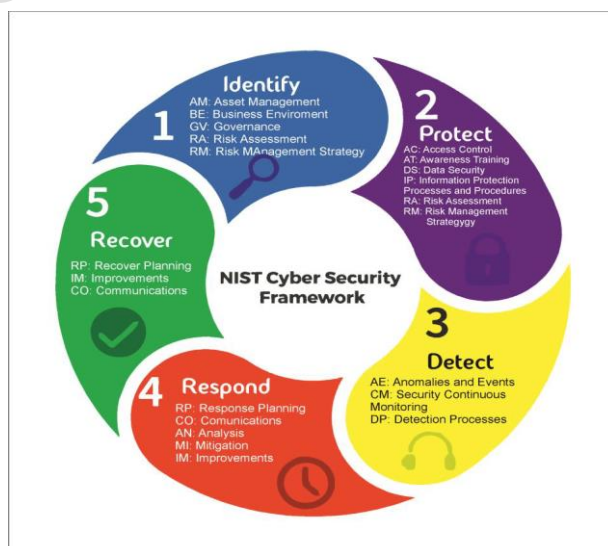 1
Identify
AM: Asset Management
BE: Business Enviroment
GV: Governance
RA: Risk Assessment
RM: Risk MAnagement Strategy
2
Protect
AC: Access Control
AT: Awareness Training
DS: Data Security
IP: Information Protection
Processes and Procedures
RA: Risk Assessment
RM: Risk Management
Strategygy
3
Detect
AE: Anomalies and Events
CM: Security Continuous
Monitoring
DP: Detection Processes
4
Respond
RP: Response Planning
CO: Comunications
AN: Analysis
MI: Mitigation
IM: Improvements
5
Recover
RP: Recover Planning
IM: Improvements
CO: Communications
NIST Cyber Security
Framework